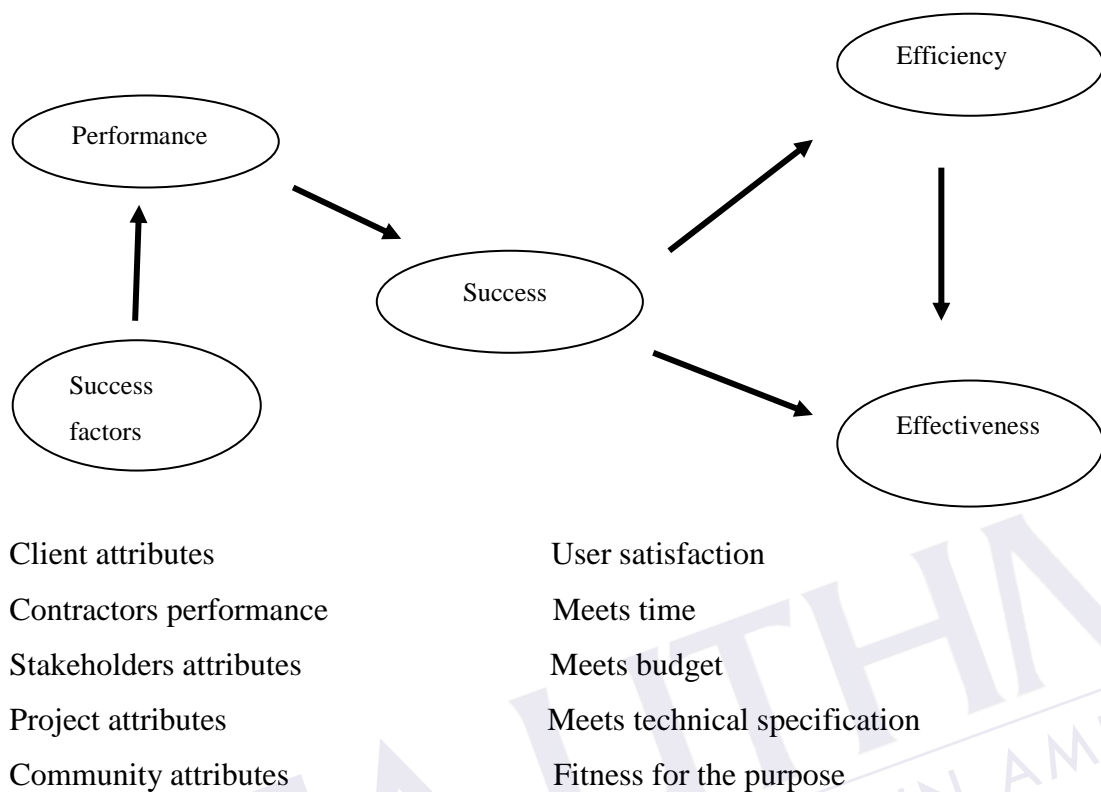 Efficiency
Performance
Success
Success
factors
Effectiveness
Client attributes
User satisfaction
Contractors performance
Meets time
Stakeholders attributes
Meets budget
Project attributes
Meets technical specification
Community attributes
Fitness for the purpose